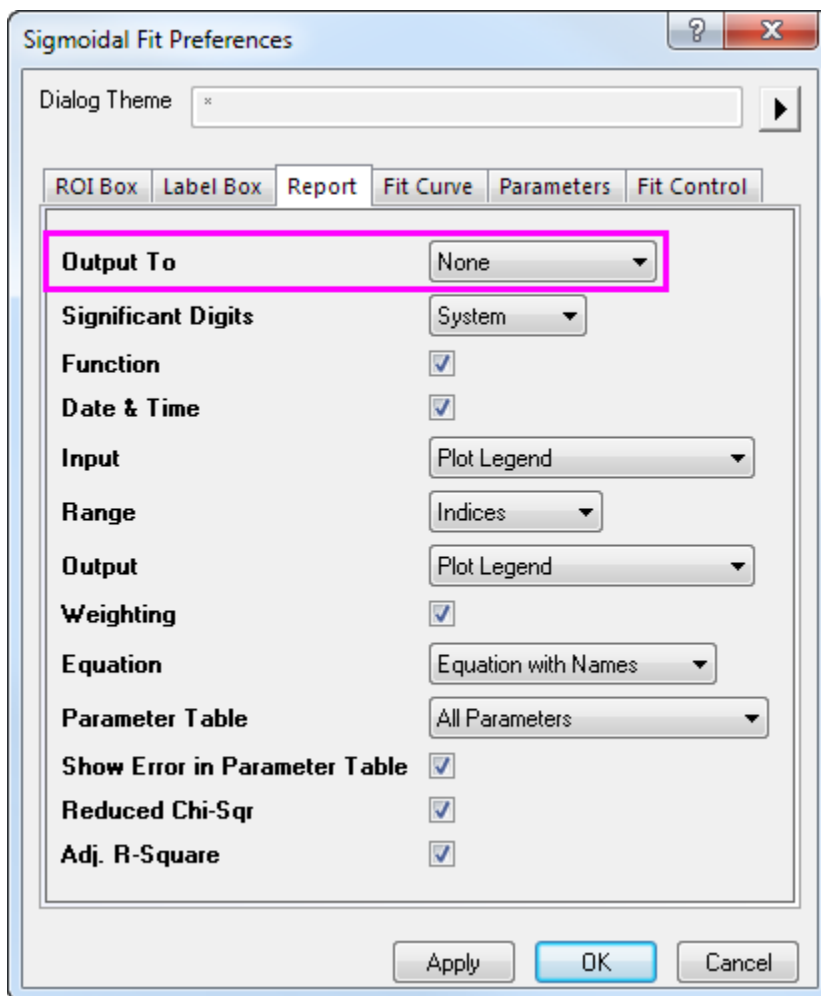 Sigmoidal Fit Preferences
Dialog Theme *
ROI Box Label Box Report Fit Curve Parameters Fit Control
Output To None
Significant Digits System
Function
Date & Time
Input Plot Legend
Range Indices
Output Plot Legend
Weighting
Equation Equation with Names
Parameter Table All Parameters
Show Error in Parameter Table
Reduced Chi-Sqr
Adj. R-Square
Apply OK Cancel